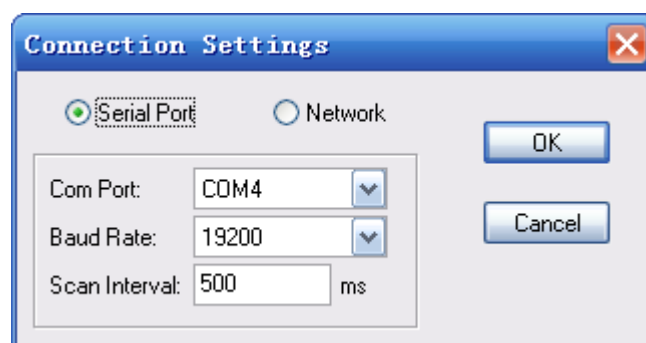 Connection Settings
Serial Port
Network
OK
Com Port: COM4
Baud Rate: 19200
Cancel
Scan Interval: 500 ms